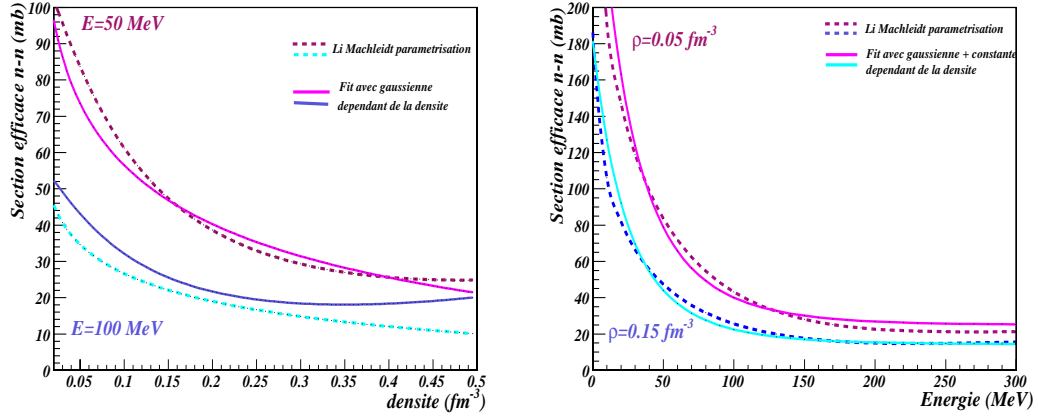 Section efficace n-n (mb)
100
90
80
70
60
50
40
30
20
10
0
E=50 MeV
Li Machleidt parametrisation
Fit avec gaussienne
dependant de la densite
E=100 MeV
0.05 0.1 0.15 0.2 0.25 0.3 0.35 0.4 0.45 0.5
densite (fm⁻³)
Section efficace n-n (mb)
200
180
160
140
120
100
80
60
40
20
0
ρ=0.05 fm⁻³
Li Machleidt parametrisation
Fit avec gaussienne + constante
dependant de la densite
ρ=0.15 fm⁻³
0 50 100 150 200 250 300
Energie (MeV)